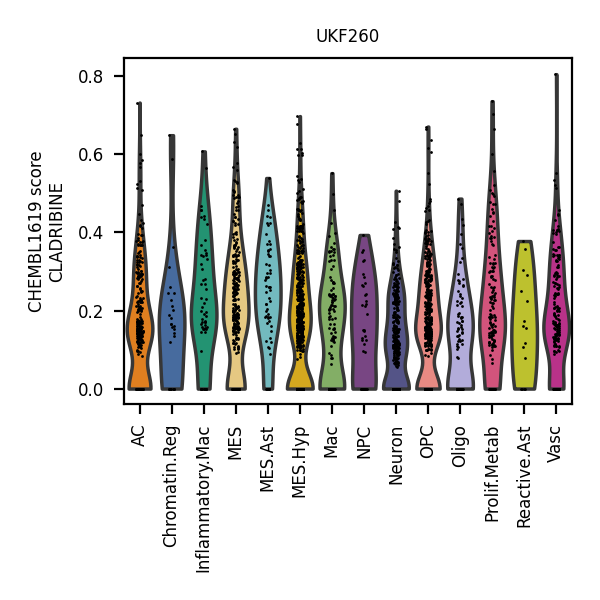 UKF260
CHEMBL1619 score
CLADRIBINE
0.8
0.6
0.4
0.2
0.0
AC
Chromatin.Reg
Inflammatory.Mac
MES
MES.Ast
MES.Hyp
Mac
NPC
Neuron
OPC
Oligo
Prolif.Metab
Reactive.Ast
Vasc